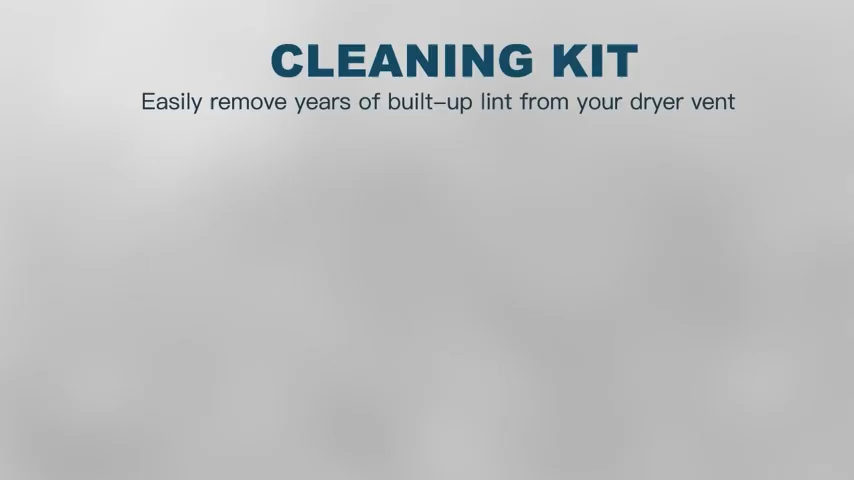 CLEANING KIT
Easily remove years of built-up lint from your dryer vent